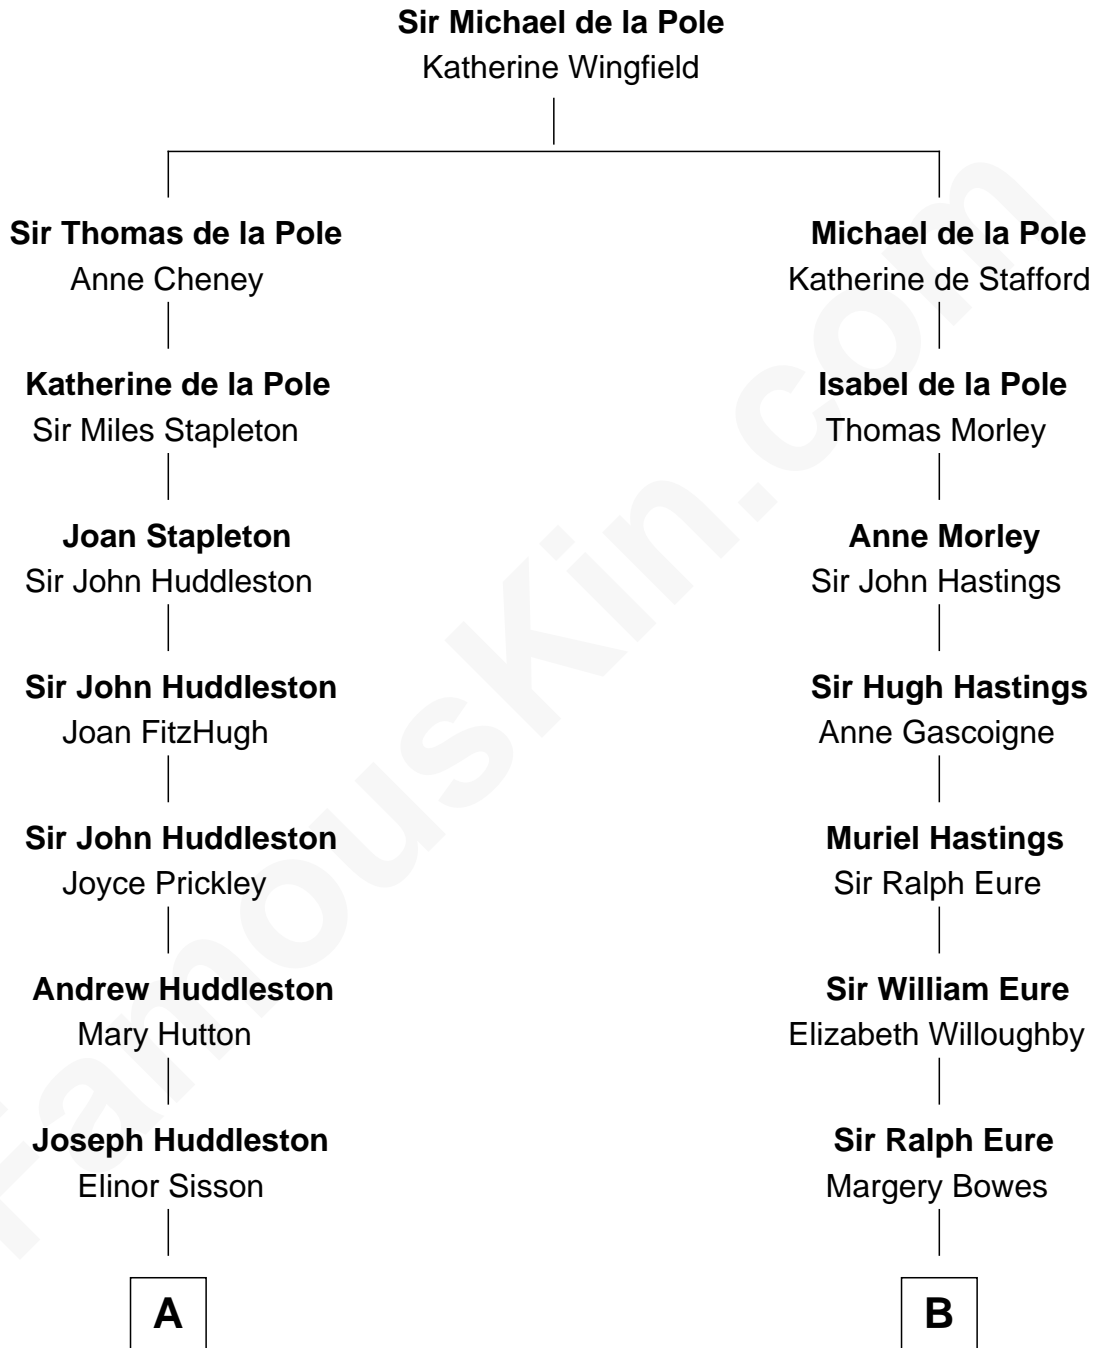 Sir Michael de la Pole
Katherine Wingfield
Sir Thomas de la Pole
Anne Cheney
Michael de la Pole
Katherine de Stafford
Katherine de la Pole
Sir Miles Stapleton
Isabel de la Pole
Thomas Morley
Joan Stapleton
Sir John Huddleston
Anne Morley
Sir John Hastings
Sir John Huddleston
Joan FitzHugh
Sir Hugh Hastings
Anne Gascoigne
Sir John Huddleston
Joyce Prickley
Muriel Hastings
Sir Ralph Eure
Andrew Huddleston
Mary Hutton
Sir William Eure
Elizabeth Willoughby
Joseph Huddleston
Elinor Sisson
Sir Ralph Eure
Margery Bowes
A
B
FamousKin.com